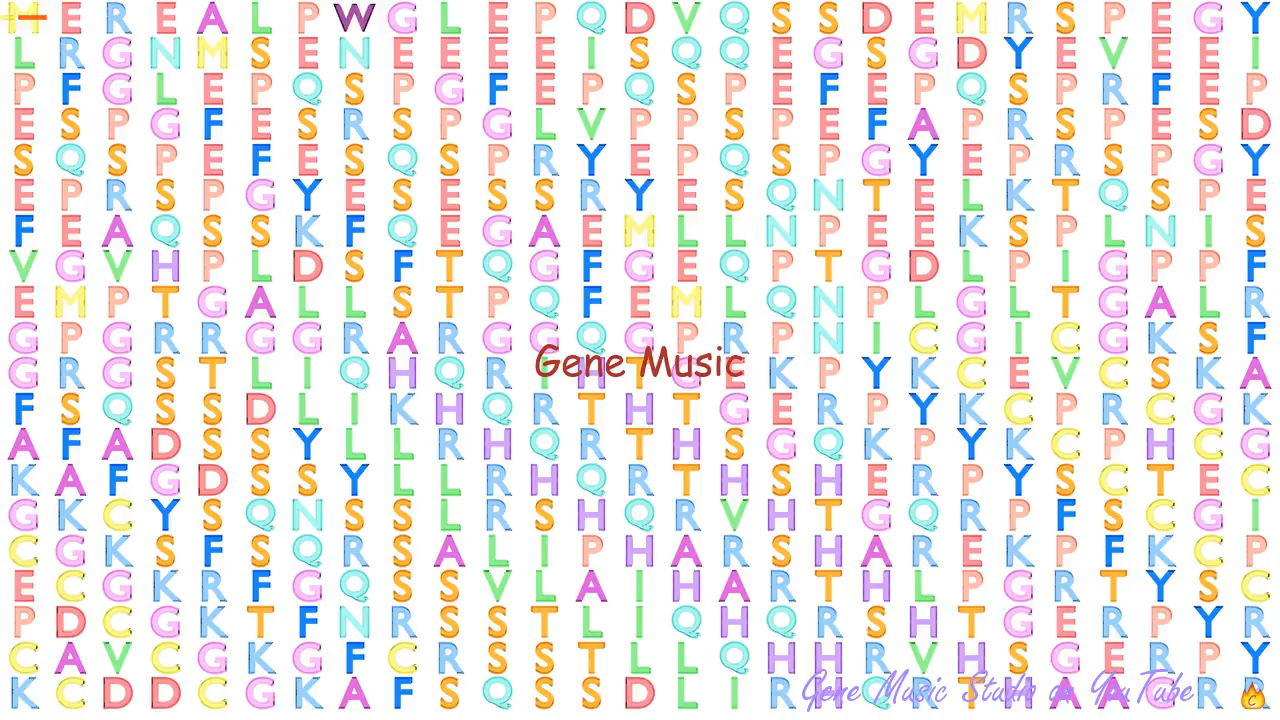 M E R E A L P W G L E P Q D V Q S S D E M R S P E G Y
L R G N M S E N E E E E I S Q Q E G S G D Y E V E E I
P F G L E P Q S P G F E P Q S P E F E P Q S P R F E P
E S P G F E S R S P G L V P P S P E F A P R S P E S D
S Q S P E F E S Q S P R Y E P Q S P G Y E P R S P G Y
E P R S P G Y E S E S S R Y E S Q N T E L K T Q S P E
F E A Q S S K F Q E G A E M L L N P E E K S P L N I S
V G V H P L D S F T Q G F G E Q P T G D L P I G P P F
E M P T G A L L S T P Q F E M L Q N P L G L T G A L R
G P G R R G G R A R G G Q G P R P N I C G I C G K S F
G R G S T L I Q H Q R I H T G E K P Y K C E V C S K A
F S Q S S D L I K H Q R T H T G E R P Y K C P R C G K
A F A D S S Y L L R H Q R T H S G Q K P Y K C P H C G
K A F G D S S Y L L R H Q R T H S H E R P Y S C T E C
G K C Y S Q N S S L R S H Q R V H T G Q R P F S C G I
C G K S F S Q R S A L I P H A R S H A R E K P F K C P
E C G K R F G Q S S V L A I H A R T H L P G R T Y S C
P D C G K T F N R S S T L I Q H Q R S H T G E R P Y R
C A V C G K G F C R S S T L L Q H H R V H S G E R P Y
K C D D C G K A F S Q S S D L I R H Q R T H A A G R R
Gene Music
Gene Music Studio on YouTube